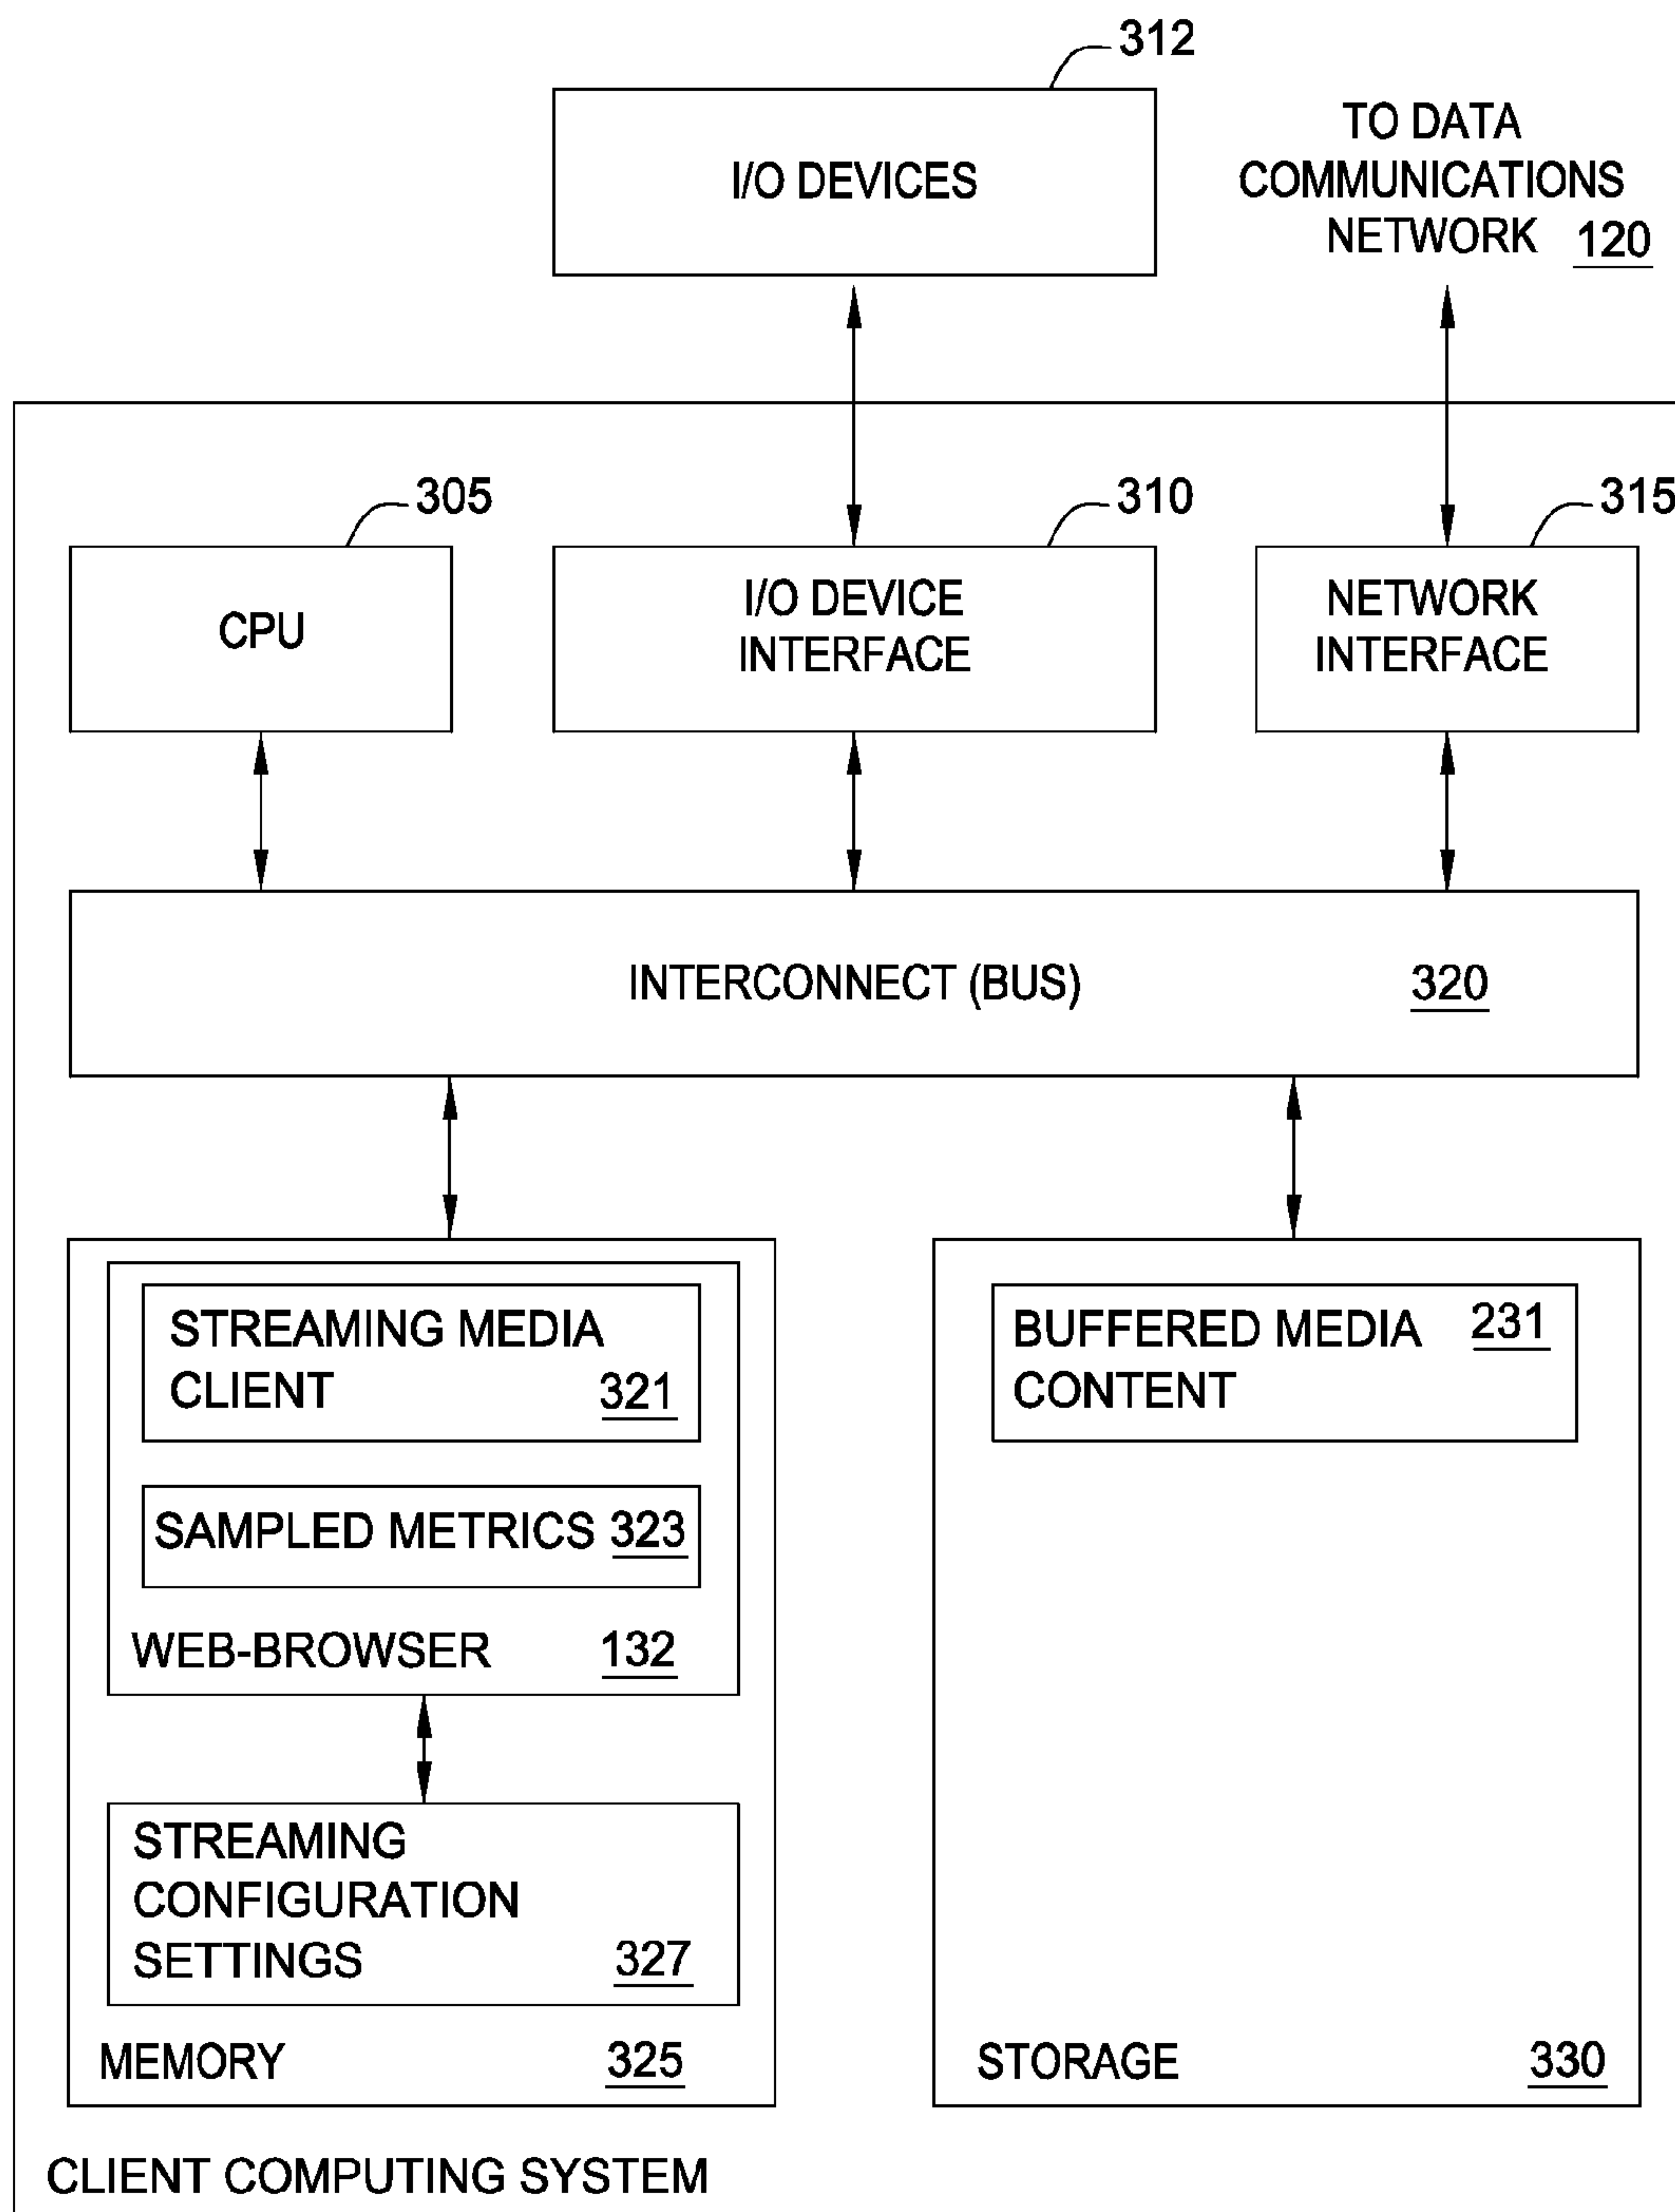 312
I/O DEVICES
TO DATA
COMMUNICATIONS
NETWORK 120
305
310
315
CPU
I/O DEVICE
INTERFACE
NETWORK
INTERFACE
INTERCONNECT (BUS) 320
STREAMING MEDIA
CLIENT 321
SAMPLED METRICS 323
WEB-BROWSER 132
STREAMING
CONFIGURATION
SETTINGS 327
MEMORY 325
BUFFERED MEDIA 231
CONTENT
STORAGE 330
CLIENT COMPUTING SYSTEM